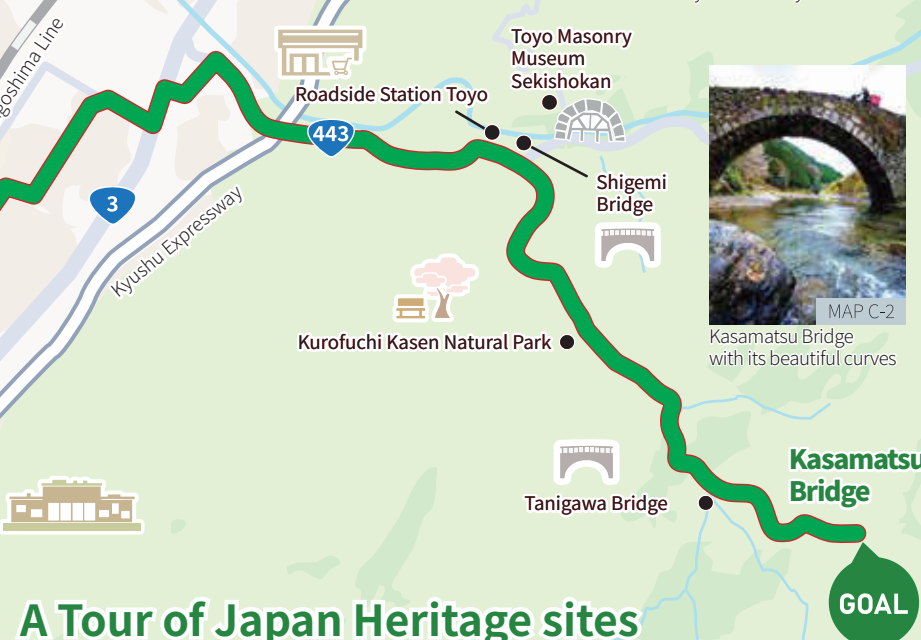 goshima Line
Toyo Masonry
Museum
Sekishokan
Roadside Station Toyo
443
3
Kyushu Expressway
Shigemi
Bridge
MAP C-2
Kasamatsu Bridge
with its beautiful curves
Kurofuchi Kasen Natural Park
Tanigawa Bridge
Kasamatsu
Bridge
GOAL
A Tour of Japan Heritage sites